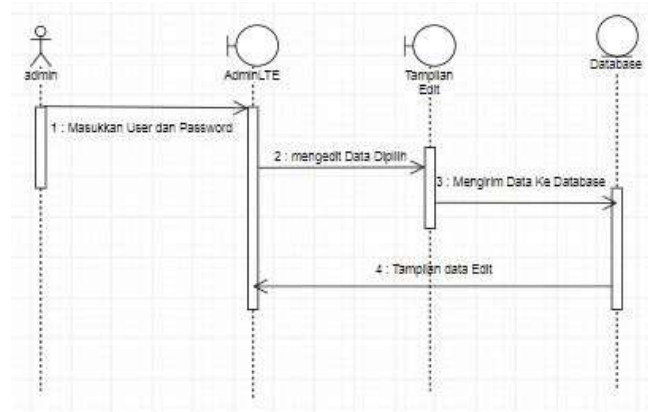 admin
AdminLTE
Tampilan
Edit
Database
1 : Masukkan User dan Password
2 : mengedit Data Dipilih
3 : Mengirim Data Ke Database
4 : Tampilan data Edit